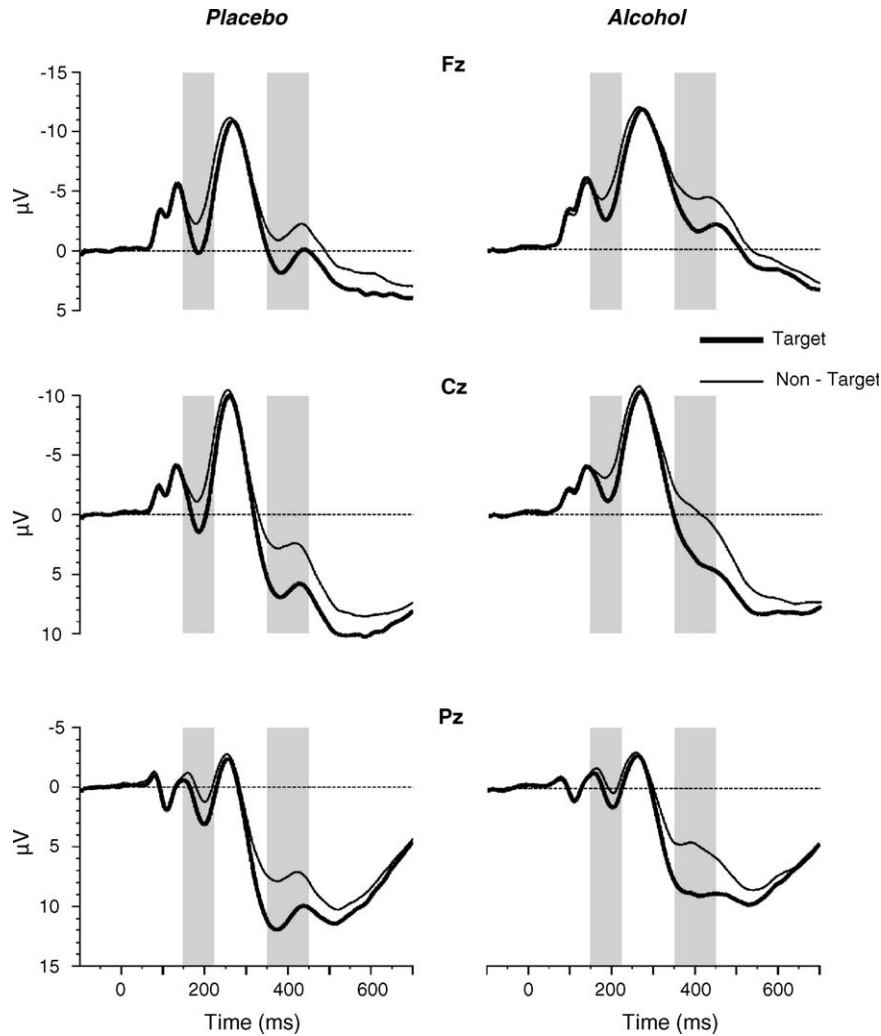 Placebo Alcohol
Fz
-15
-10
-5
0
5
µV
Target
Non - Target
Cz
-10
-5
0
5
10
µV
Pz
-5
0
5
10
15
µV
0 200 400 600 0 200 400 600
Time (ms) Time (ms)